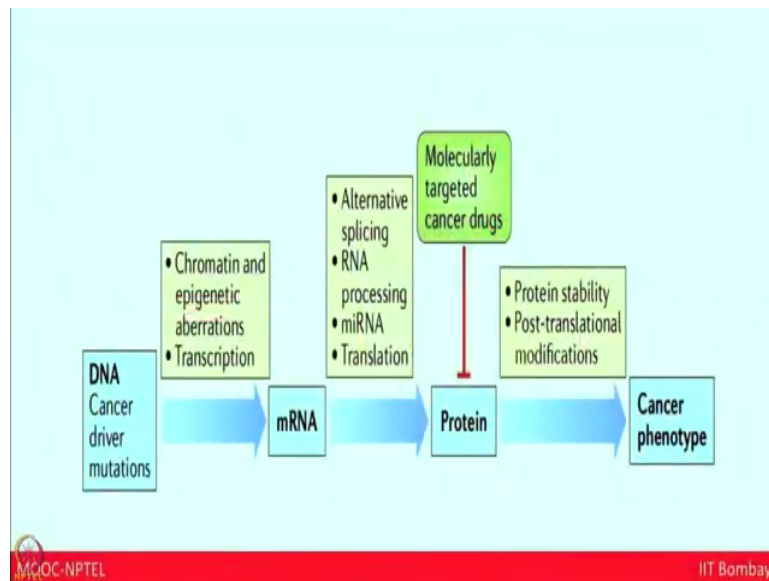 Molecularly
targeted
cancer drugs
• Alternative
splicing
• RNA
processing
• miRNA
• Translation
• Chromatin and
epigenetic
aberrations
• Transcription
• Protein stability
• Post-translational
modifications
DNA
Cancer
driver
mutations
mRNA
Protein
Cancer
phenotype
NPTEL
MOOC-NPTEL
IIT Bombay